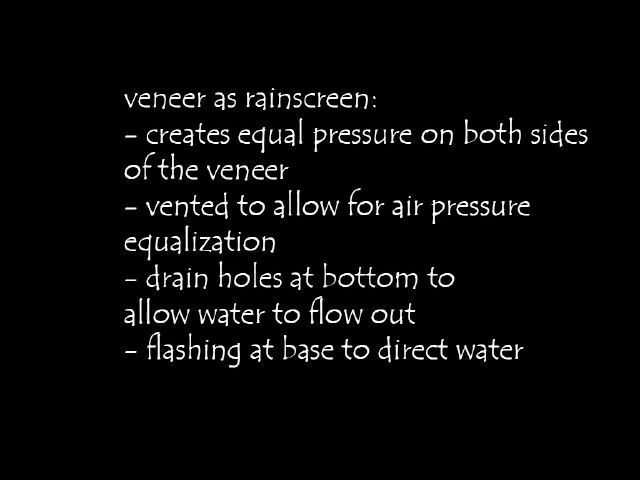 veneer as rainscreen:
- creates equal pressure on both sides
of the veneer
- vented to allow for air pressure
equalization
- drain holes at bottom to
allow water to flow out
- flashing at base to direct water